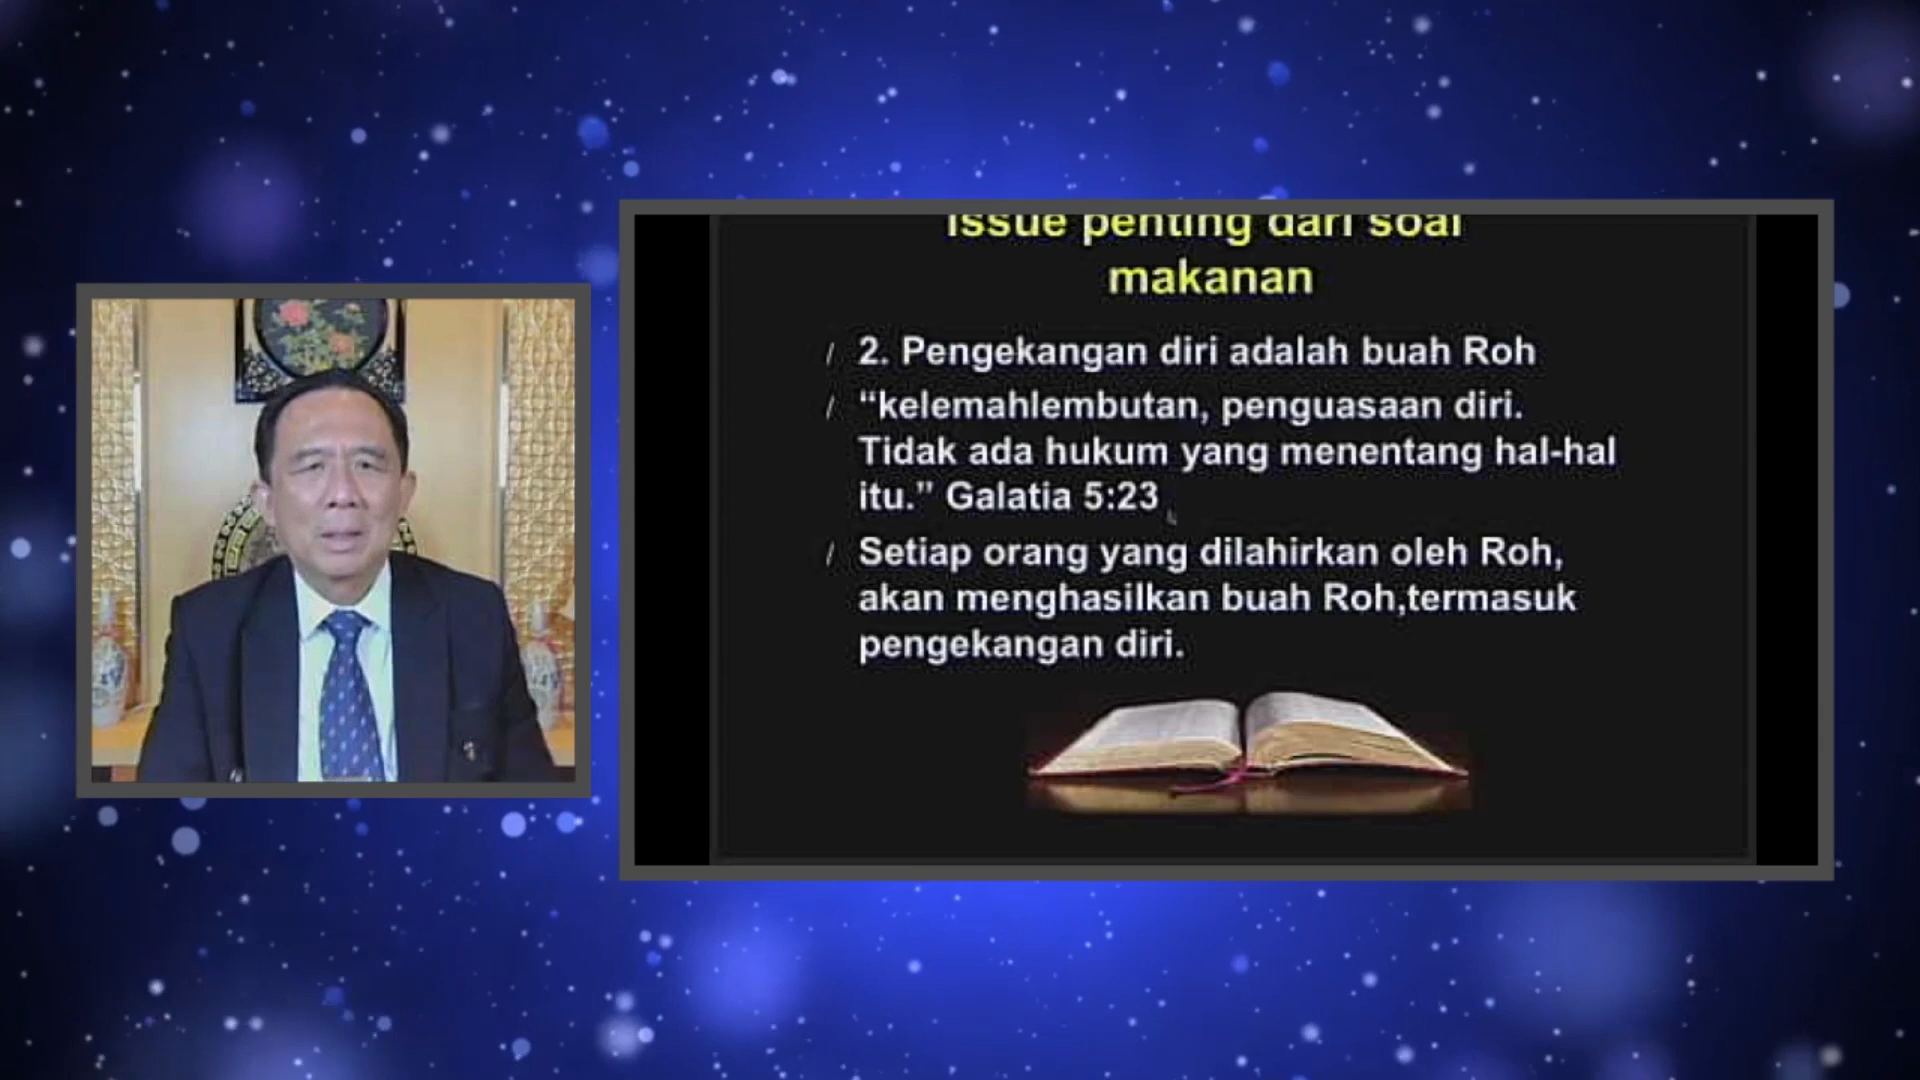 issue penting dari soal
makanan
2. Pengekangan diri adalah buah Roh
“kelemahlembutan, penguasaan diri.
Tidak ada hukum yang menentang hal-hal
itu.” Galatia 5:23
Setiap orang yang dilahirkan oleh Roh,
akan menghasilkan buah Roh,termasuk
pengekangan diri.